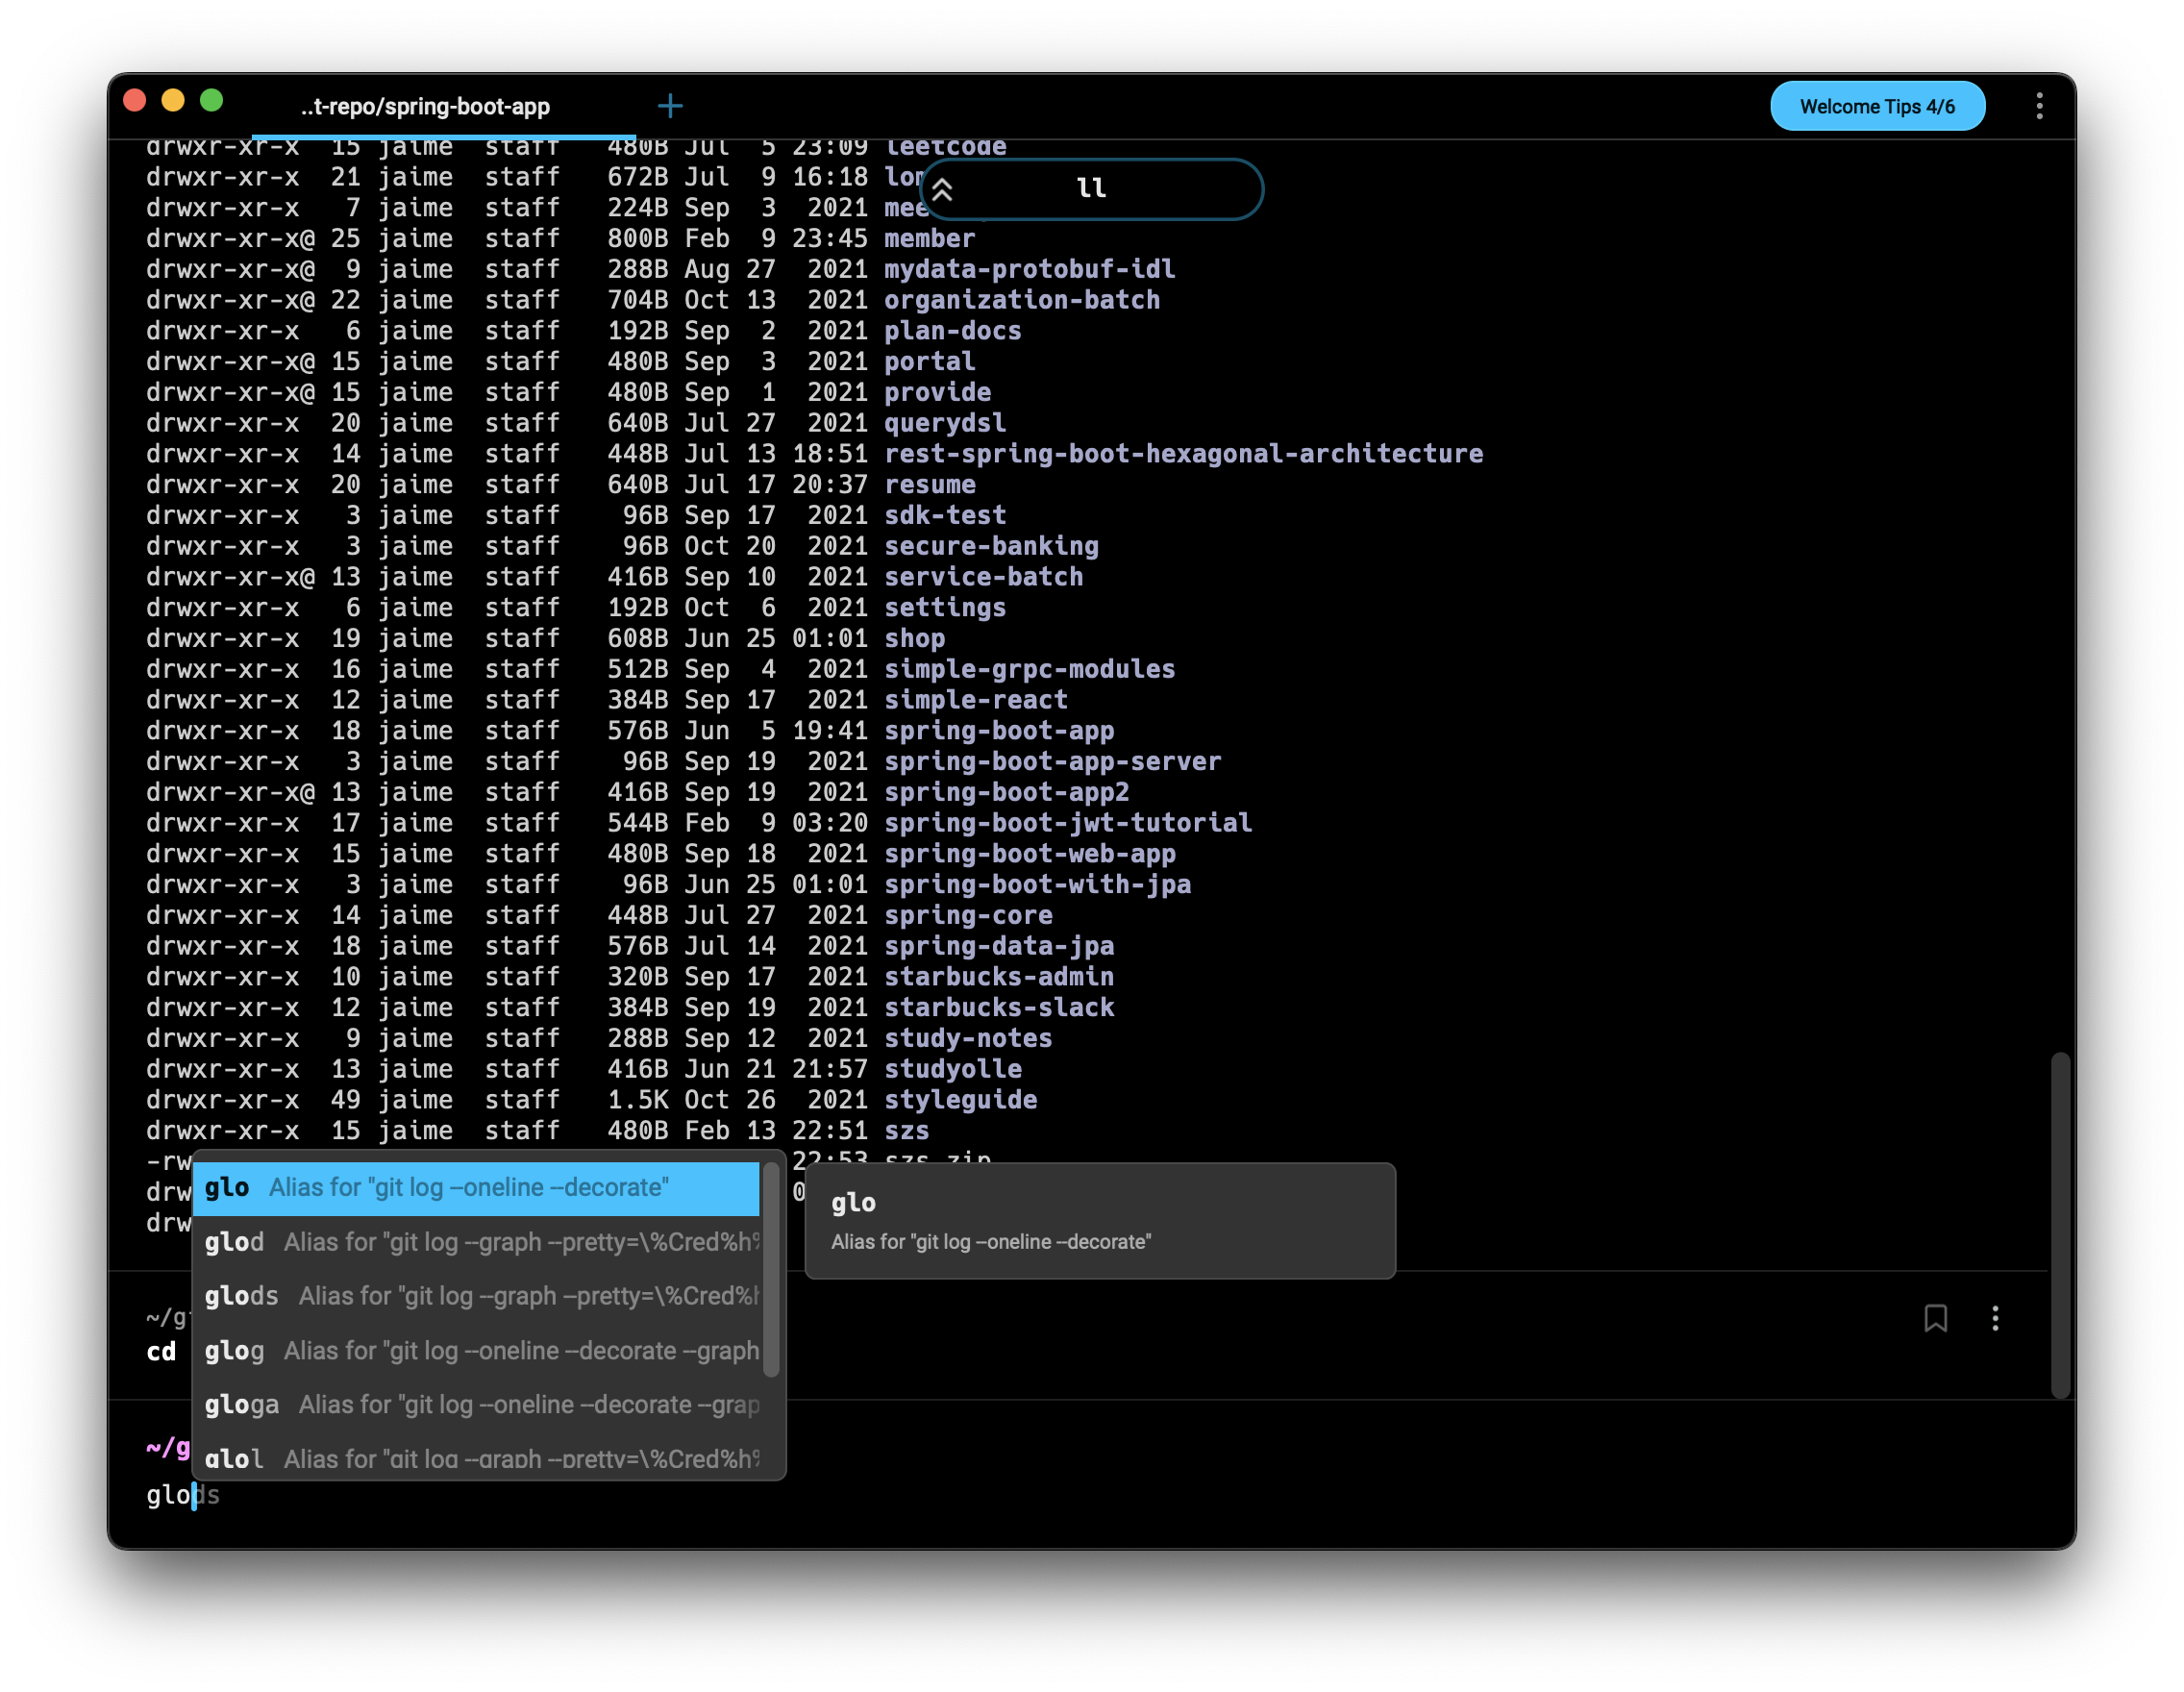 ..t-repo/spring-boot-app
Welcome Tips 4/6
drwxr-xr-x  15 jaime  staff   480B Jul  5 23:09 leetcode
ll
drwxr-xr-x  21 jaime  staff   672B Jul  9 16:18
drwxr-xr-x   7 jaime  staff   224B Sep  3  2021
drwxr-xr-x@ 25 jaime  staff   800B Feb  9 23:45 member
drwxr-xr-x@  9 jaime  staff   288B Aug 27  2021 mydata-protobuf-idl
drwxr-xr-x@ 22 jaime  staff   704B Oct 13  2021 organization-batch
drwxr-xr-x   6 jaime  staff   192B Sep  2  2021 plan-docs
drwxr-xr-x@ 15 jaime  staff   480B Sep  3  2021 portal
drwxr-xr-x@ 15 jaime  staff   480B Sep  1  2021 provide
drwxr-xr-x  20 jaime  staff   640B Jul 27  2021 querydsl
drwxr-xr-x  14 jaime  staff   448B Jul 13 18:51 rest-spring-boot-hexagonal-architecture
drwxr-xr-x  20 jaime  staff   640B Jul 17 20:37 resume
drwxr-xr-x   3 jaime  staff    96B Sep 17  2021 sdk-test
drwxr-xr-x   3 jaime  staff    96B Oct 20  2021 secure-banking
drwxr-xr-x@ 13 jaime  staff   416B Sep 10  2021 service-batch
drwxr-xr-x   6 jaime  staff   192B Oct  6  2021 settings
drwxr-xr-x  19 jaime  staff   608B Jun 25 01:01 shop
drwxr-xr-x  16 jaime  staff   512B Sep  4  2021 simple-grpc-modules
drwxr-xr-x  12 jaime  staff   384B Sep 17  2021 simple-react
drwxr-xr-x  18 jaime  staff   576B Jun  5 19:41 spring-boot-app
drwxr-xr-x   3 jaime  staff    96B Sep 19  2021 spring-boot-app-server
drwxr-xr-x@ 13 jaime  staff   416B Sep 19  2021 spring-boot-app2
drwxr-xr-x  17 jaime  staff   544B Feb  9 03:20 spring-boot-jwt-tutorial
drwxr-xr-x  15 jaime  staff   480B Sep 18  2021 spring-boot-web-app
drwxr-xr-x   3 jaime  staff    96B Jun 25 01:01 spring-boot-with-jpa
drwxr-xr-x  14 jaime  staff   448B Jul 27  2021 spring-core
drwxr-xr-x  18 jaime  staff   576B Jul 14  2021 spring-data-jpa
drwxr-xr-x  10 jaime  staff   320B Sep 17  2021 starbucks-admin
drwxr-xr-x  12 jaime  staff   384B Sep 19  2021 starbucks-slack
drwxr-xr-x   9 jaime  staff   288B Sep 12  2021 study-notes
drwxr-xr-x  13 jaime  staff   416B Jun 21 21:57 studyolle
drwxr-xr-x  49 jaime  staff   1.5K Oct 26  2021 styleguide
drwxr-xr-x  15 jaime  staff   480B Feb 13 22:51 szs
-rw 22:53 szs.zip
drw
drw
glo Alias for "git log --oneline --decorate"
glod Alias for "git log --graph --pretty=\%Cred%h%
glods Alias for "git log --graph --pretty=\%Cred%h
glog Alias for "git log --oneline --decorate --graph
gloga Alias for "git log --oneline --decorate --grap
glol Alias for "git log --graph --pretty=\%Cred%h%
glo
Alias for "git log --oneline --decorate"
~/g
cd
~/g
glods